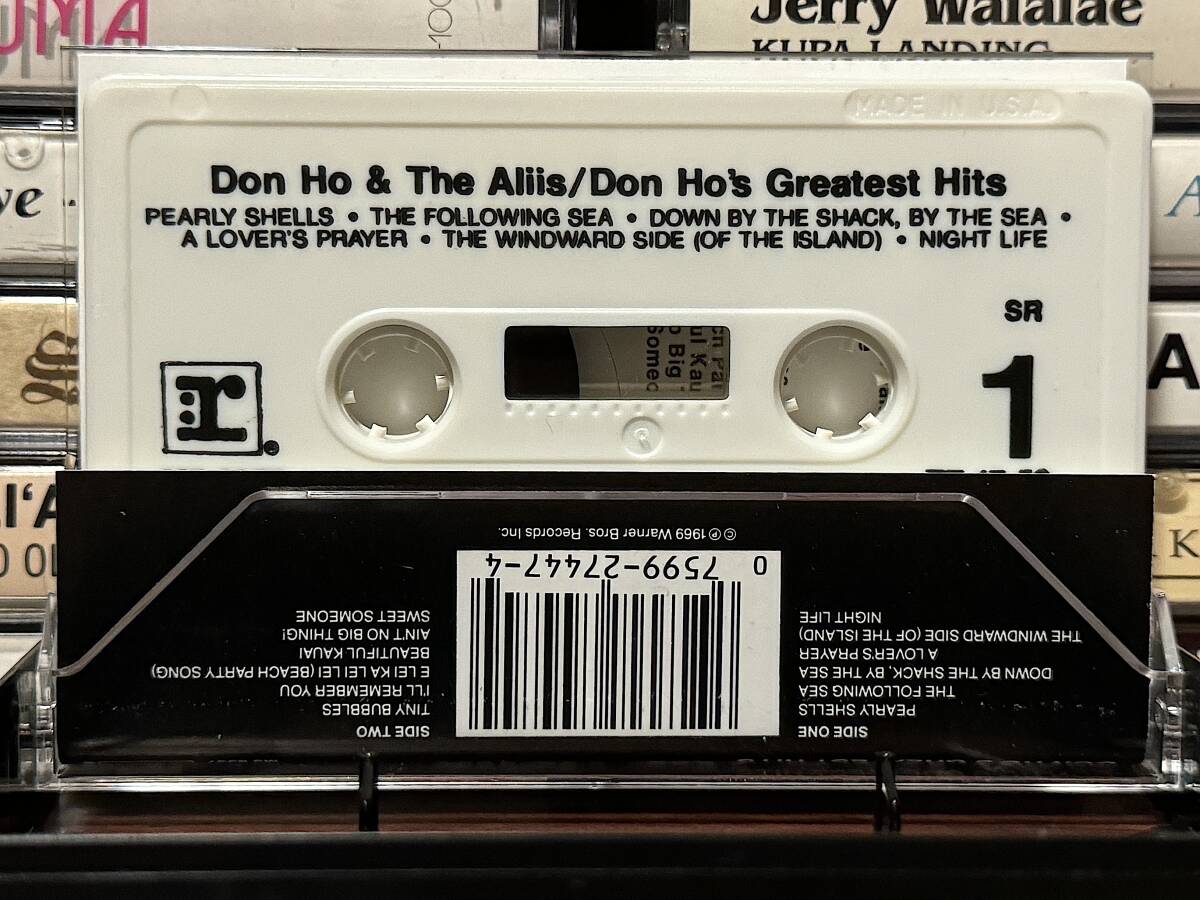 UMA
-100
Jerry Waialae
KUPA LANDING
MADE IN U.S.A.
Don Ho & The Aliis/Don Ho's Greatest Hits
PEARLY SHELLS • THE FOLLOWING SEA • DOWN BY THE SHACK, BY THE SEA •
A LOVER'S PRAYER • THE WINDWARD SIDE (OF THE ISLAND) • NIGHT LIFE
SR
1
r
SIDE ONE
PEARLY SHELLS
THE FOLLOWING SEA
DOWN BY THE SHACK, BY THE SEA
A LOVER'S PRAYER
THE WINDWARD SIDE (OF THE ISLAND)
NIGHT LIFE
0 7599-27447-4
SIDE TWO
TINY BUBBLES
I'LL REMEMBER YOU
E LEI KA LEI LEI (BEACH PARTY SONG)
BEAUTIFUL KAUAI
AIN'T NO BIG THING!
SWEET SOMEONE
©℗1969 Warner Bros. Records Inc.